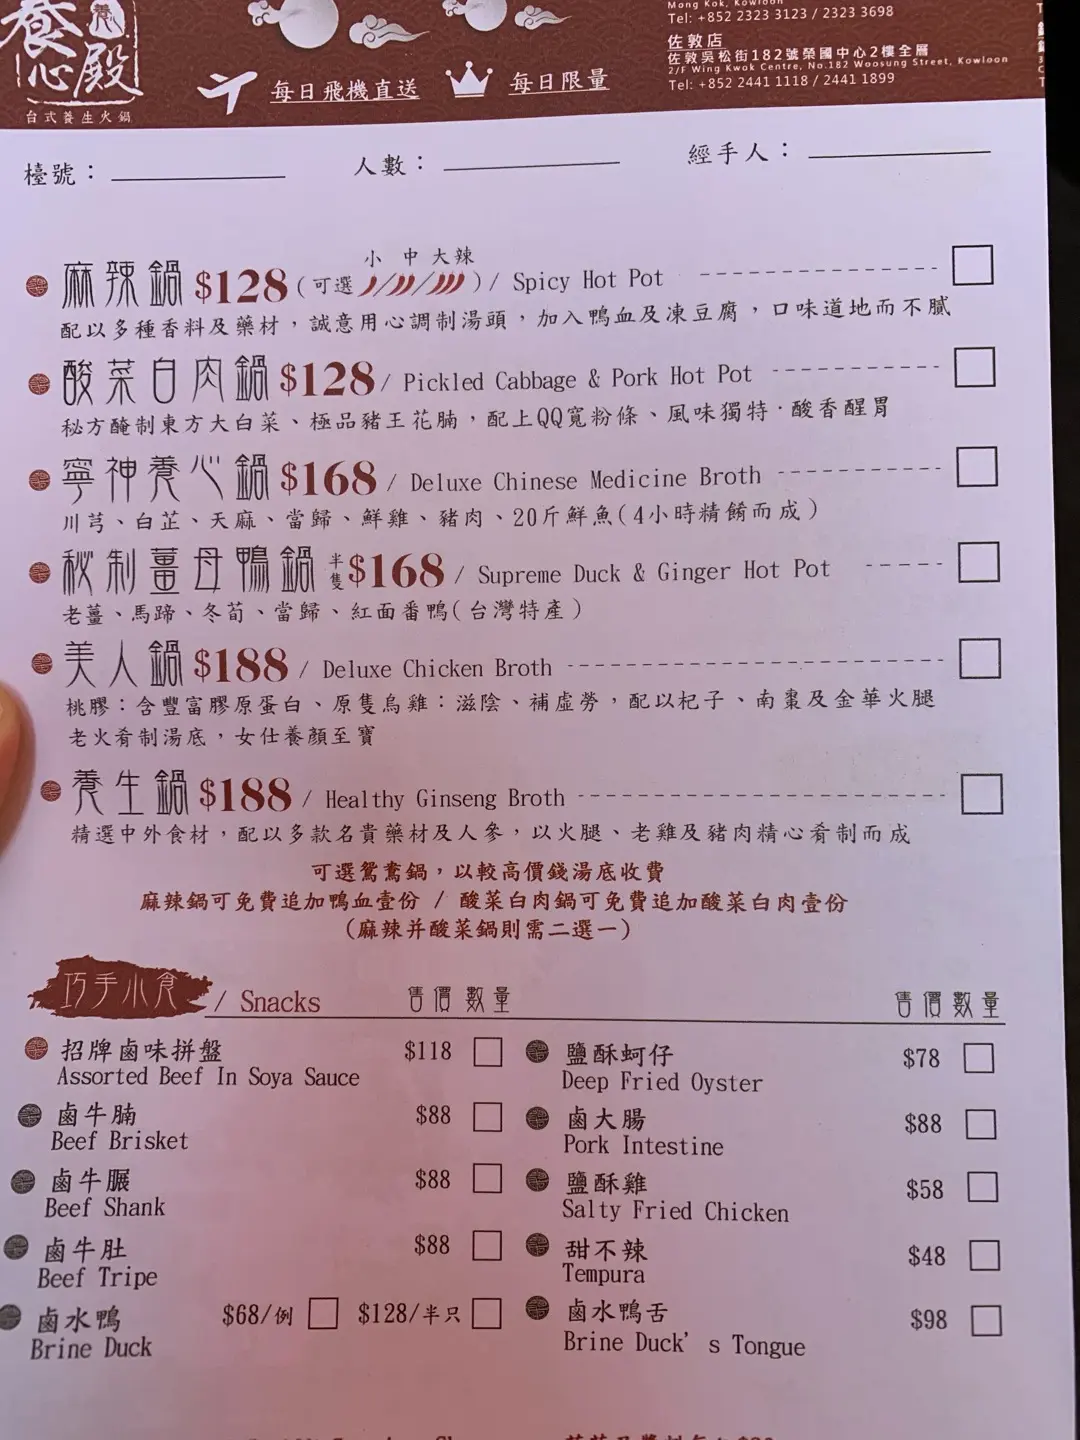 養心殿
台式養生火鍋
每日飛機直送
每日限量
Mong Kok, Kowloon
Tel: +852 2323 3123 / 2323 3698
佐敦店
佐敦吳松街182號榮國中心2樓全層
2/F Wing Kwok Centre, No.182 Woosung Street, Kowloon
Tel: +852 2441 1118 / 2441 1899
檯號：
人數：
經手人：
小 中 大辣
麻辣鍋 $128 (可選 / / ) / Spicy Hot Pot
配以多種香料及藥材，誠意用心調制湯頭，加入鴨血及凍豆腐，口味道地而不膩
酸菜白肉鍋 $128 / Pickled Cabbage & Pork Hot Pot
秘方醃制東方大白菜、極品豬王花腩，配上QQ寬粉條、風味獨特·酸香醒胃
寧神養心鍋 $168 / Deluxe Chinese Medicine Broth
川芎、白芷、天麻、當歸、鮮雞、豬肉、20斤鮮魚(4小時精餚而成)
秘制薑母鴨鍋 半隻 $168 / Supreme Duck & Ginger Hot Pot
老薑、馬蹄、冬荀、當歸、紅面番鴨(台灣特產)
美人鍋 $188 / Deluxe Chicken Broth
桃膠：含豐富膠原蛋白、原隻烏雞：滋陰、補虛勞，配以杞子、南棗及金華火腿
老火肴制湯底，女仕養顏至寶
養生鍋 $188 / Healthy Ginseng Broth
精選中外食材，配以多款名貴藥材及人參，以火腿、老雞及豬肉精心肴制而成
可選鴛鴦鍋，以較高價錢湯底收費
麻辣鍋可免費追加鴨血壹份 / 酸菜白肉鍋可免費追加酸菜白肉壹份
(麻辣并酸菜鍋則需二選一)
巧手小食 / Snacks 售價 數量 售價 數量
招牌鹵味拼盤 $118
Assorted Beef In Soya Sauce
鹽酥蚵仔 $78
Deep Fried Oyster
鹵牛腩 $88
Beef Brisket
鹵大腸 $88
Pork Intestine
鹵牛𦟌 $88
Beef Shank
鹽酥雞 $58
Salty Fried Chicken
鹵牛肚 $88
Beef Tripe
甜不辣 $48
Tempura
鹵水鴨 $68/例 $128/半只
Brine Duck
鹵水鴨舌 $98
Brine Duck's Tongue